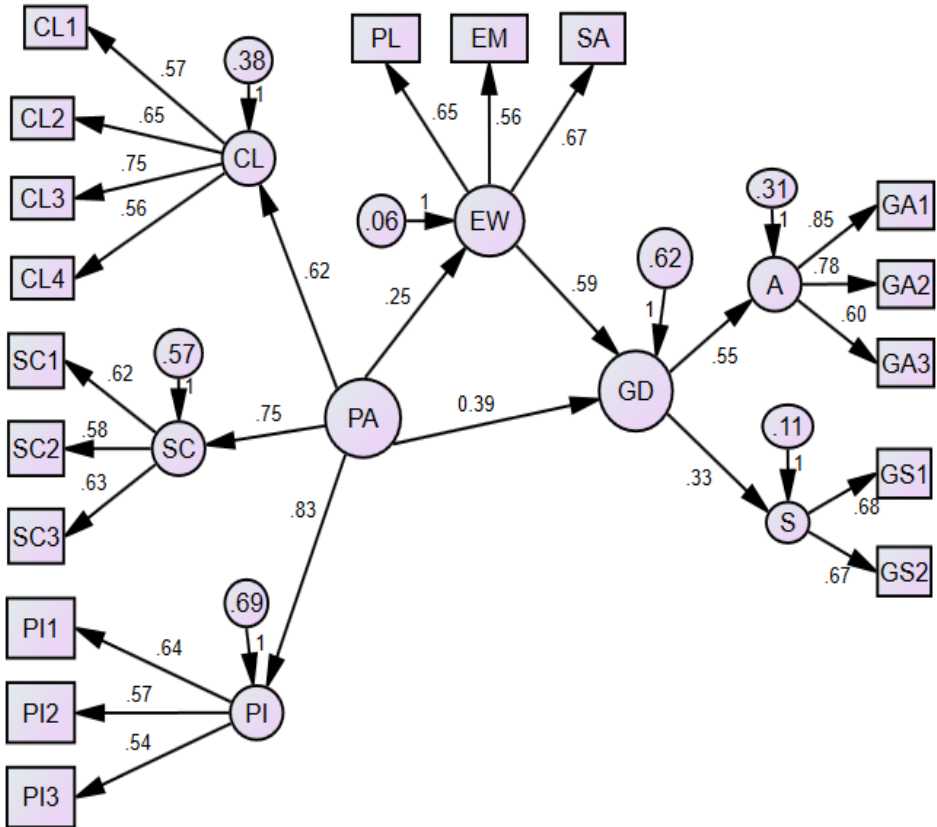 CL1
.57
.38
1
CL2
.65
CL
CL3
.75
.56
CL4
.62
PL
EM
SA
.65
.56
.67
.06
1
EW
.25
.59
.62
1
.31
1
A
.85
GA1
.78
GA2
.60
GA3
.55
SC1
.62
.57
1
SC2
.58
SC
.75
PA
0.39
GD
SC3
.63
.33
.11
1
S
GS1
.68
.67
GS2
.83
PI1
.64
.69
1
PI2
.57
PI
PI3
.54